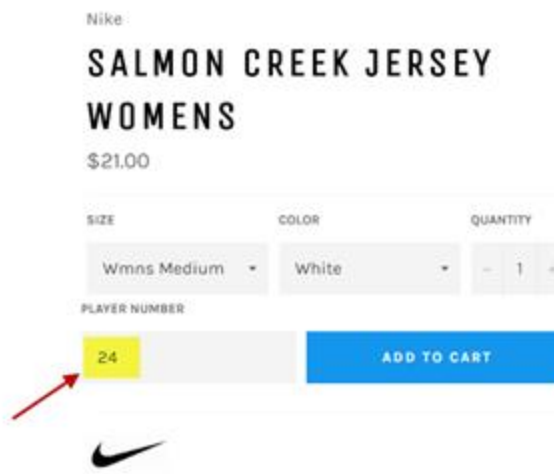 Nike
SALMON CREEK JERSEY
WOMENS
$21.00
SIZE COLOR QUANTITY
Wmns Medium White - 1
PLAYER NUMBER
24 ADD TO CART